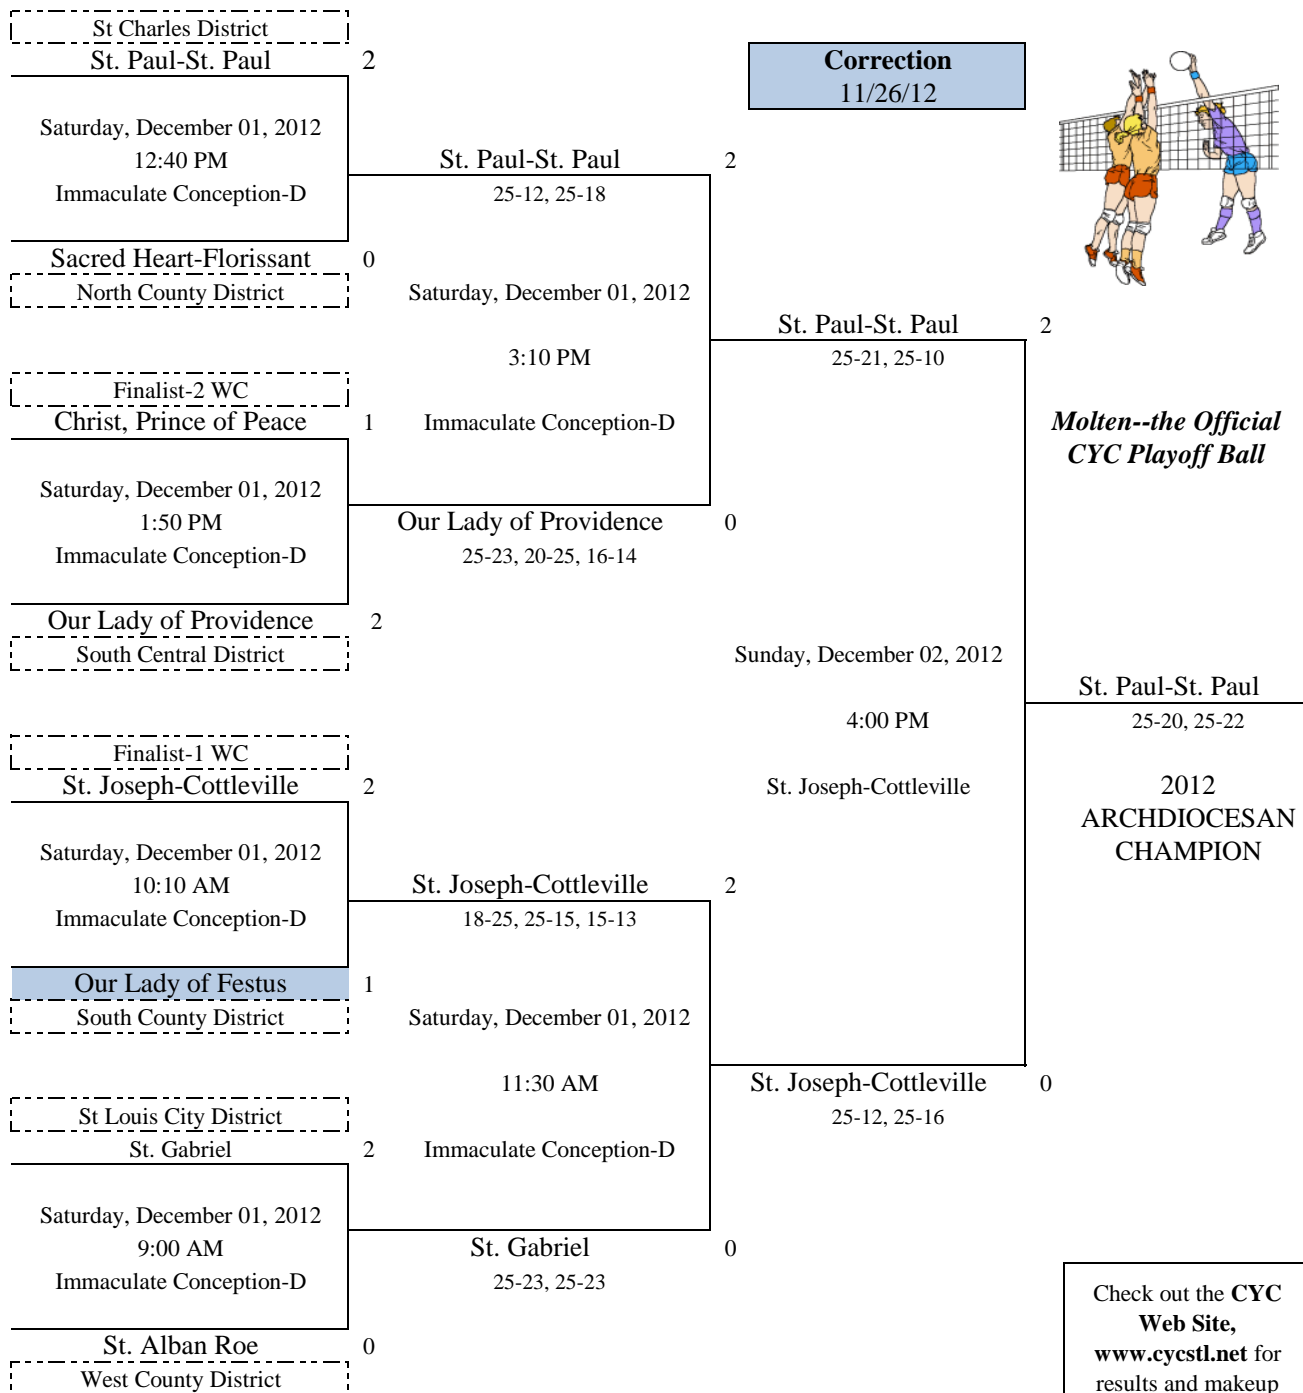 St Charles District
St. Paul-St. Paul 2
Saturday, December 01, 2012
12:40 PM
Immaculate Conception-D
Sacred Heart-Florissant 0
North County District
Finalist-2 WC
Christ, Prince of Peace 1
Saturday, December 01, 2012
1:50 PM
Immaculate Conception-D
Our Lady of Providence 2
South Central District
Finalist-1 WC
St. Joseph-Cottleville 2
Saturday, December 01, 2012
10:10 AM
Immaculate Conception-D
Our Lady of Festus 1
South County District
St Louis City District
St. Gabriel 2
Saturday, December 01, 2012
9:00 AM
Immaculate Conception-D
St. Alban Roe 0
West County District
St. Paul-St. Paul 2
25-12, 25-18
Saturday, December 01, 2012
3:10 PM
Immaculate Conception-D
Our Lady of Providence 0
25-23, 20-25, 16-14
St. Joseph-Cottleville 2
18-25, 25-15, 15-13
Saturday, December 01, 2012
11:30 AM
Immaculate Conception-D
St. Gabriel 0
25-23, 25-23
Correction
11/26/12
St. Paul-St. Paul 2
25-21, 25-10
Sunday, December 02, 2012
4:00 PM
St. Joseph-Cottleville
St. Joseph-Cottleville 0
25-12, 25-16
Molten--the Official
CYC Playoff Ball
St. Paul-St. Paul
25-20, 25-22
2012
ARCHDIOCESAN
CHAMPION
Check out the CYC
Web Site,
www.cycstl.net for
results and makeup